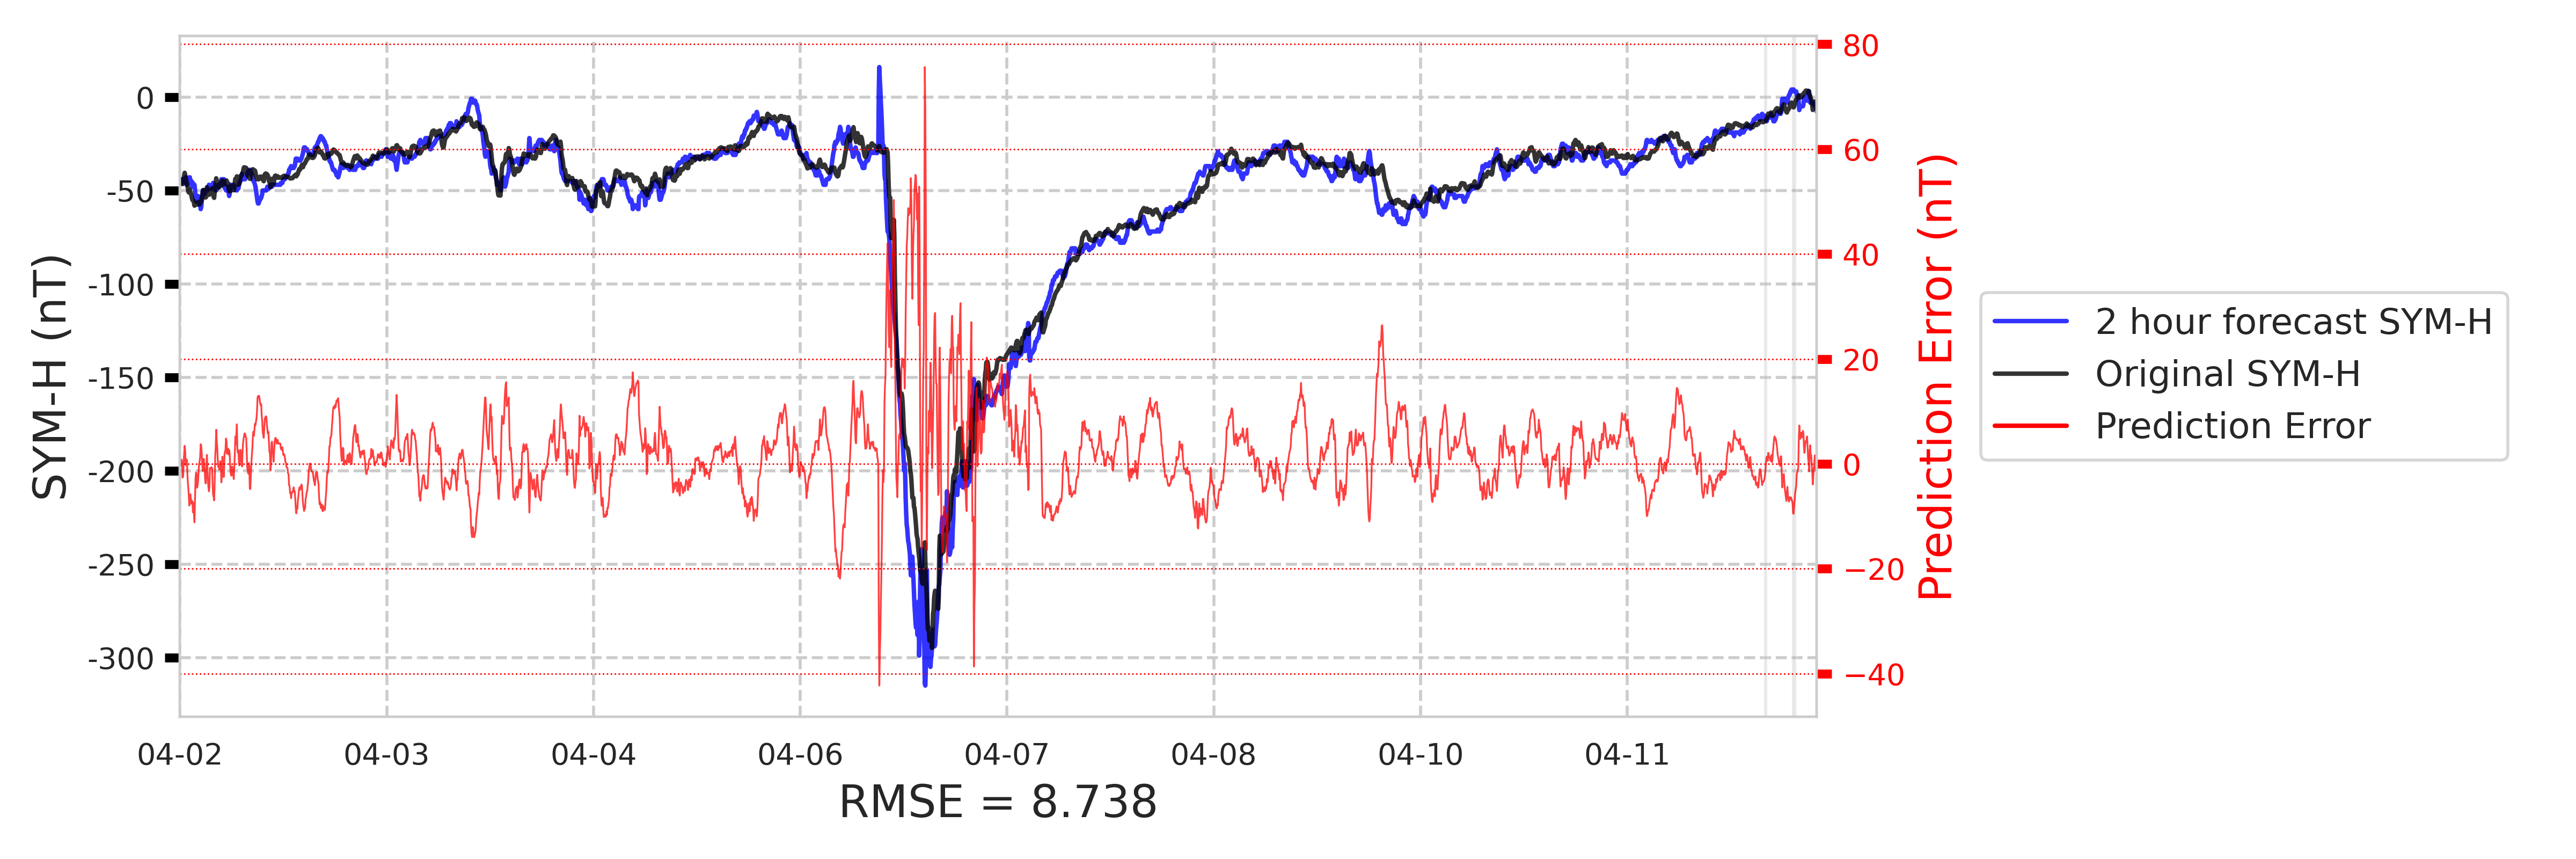 80
0
60
-50
40
-100
20
-150
0
-200
−20
-250
−40
-300
SYM-H (nT)
Prediction Error (nT)
2 hour forecast SYM-H
Original SYM-H
Prediction Error
04-02 04-03 04-04 04-06 04-07 04-08 04-10 04-11
RMSE = 8.738